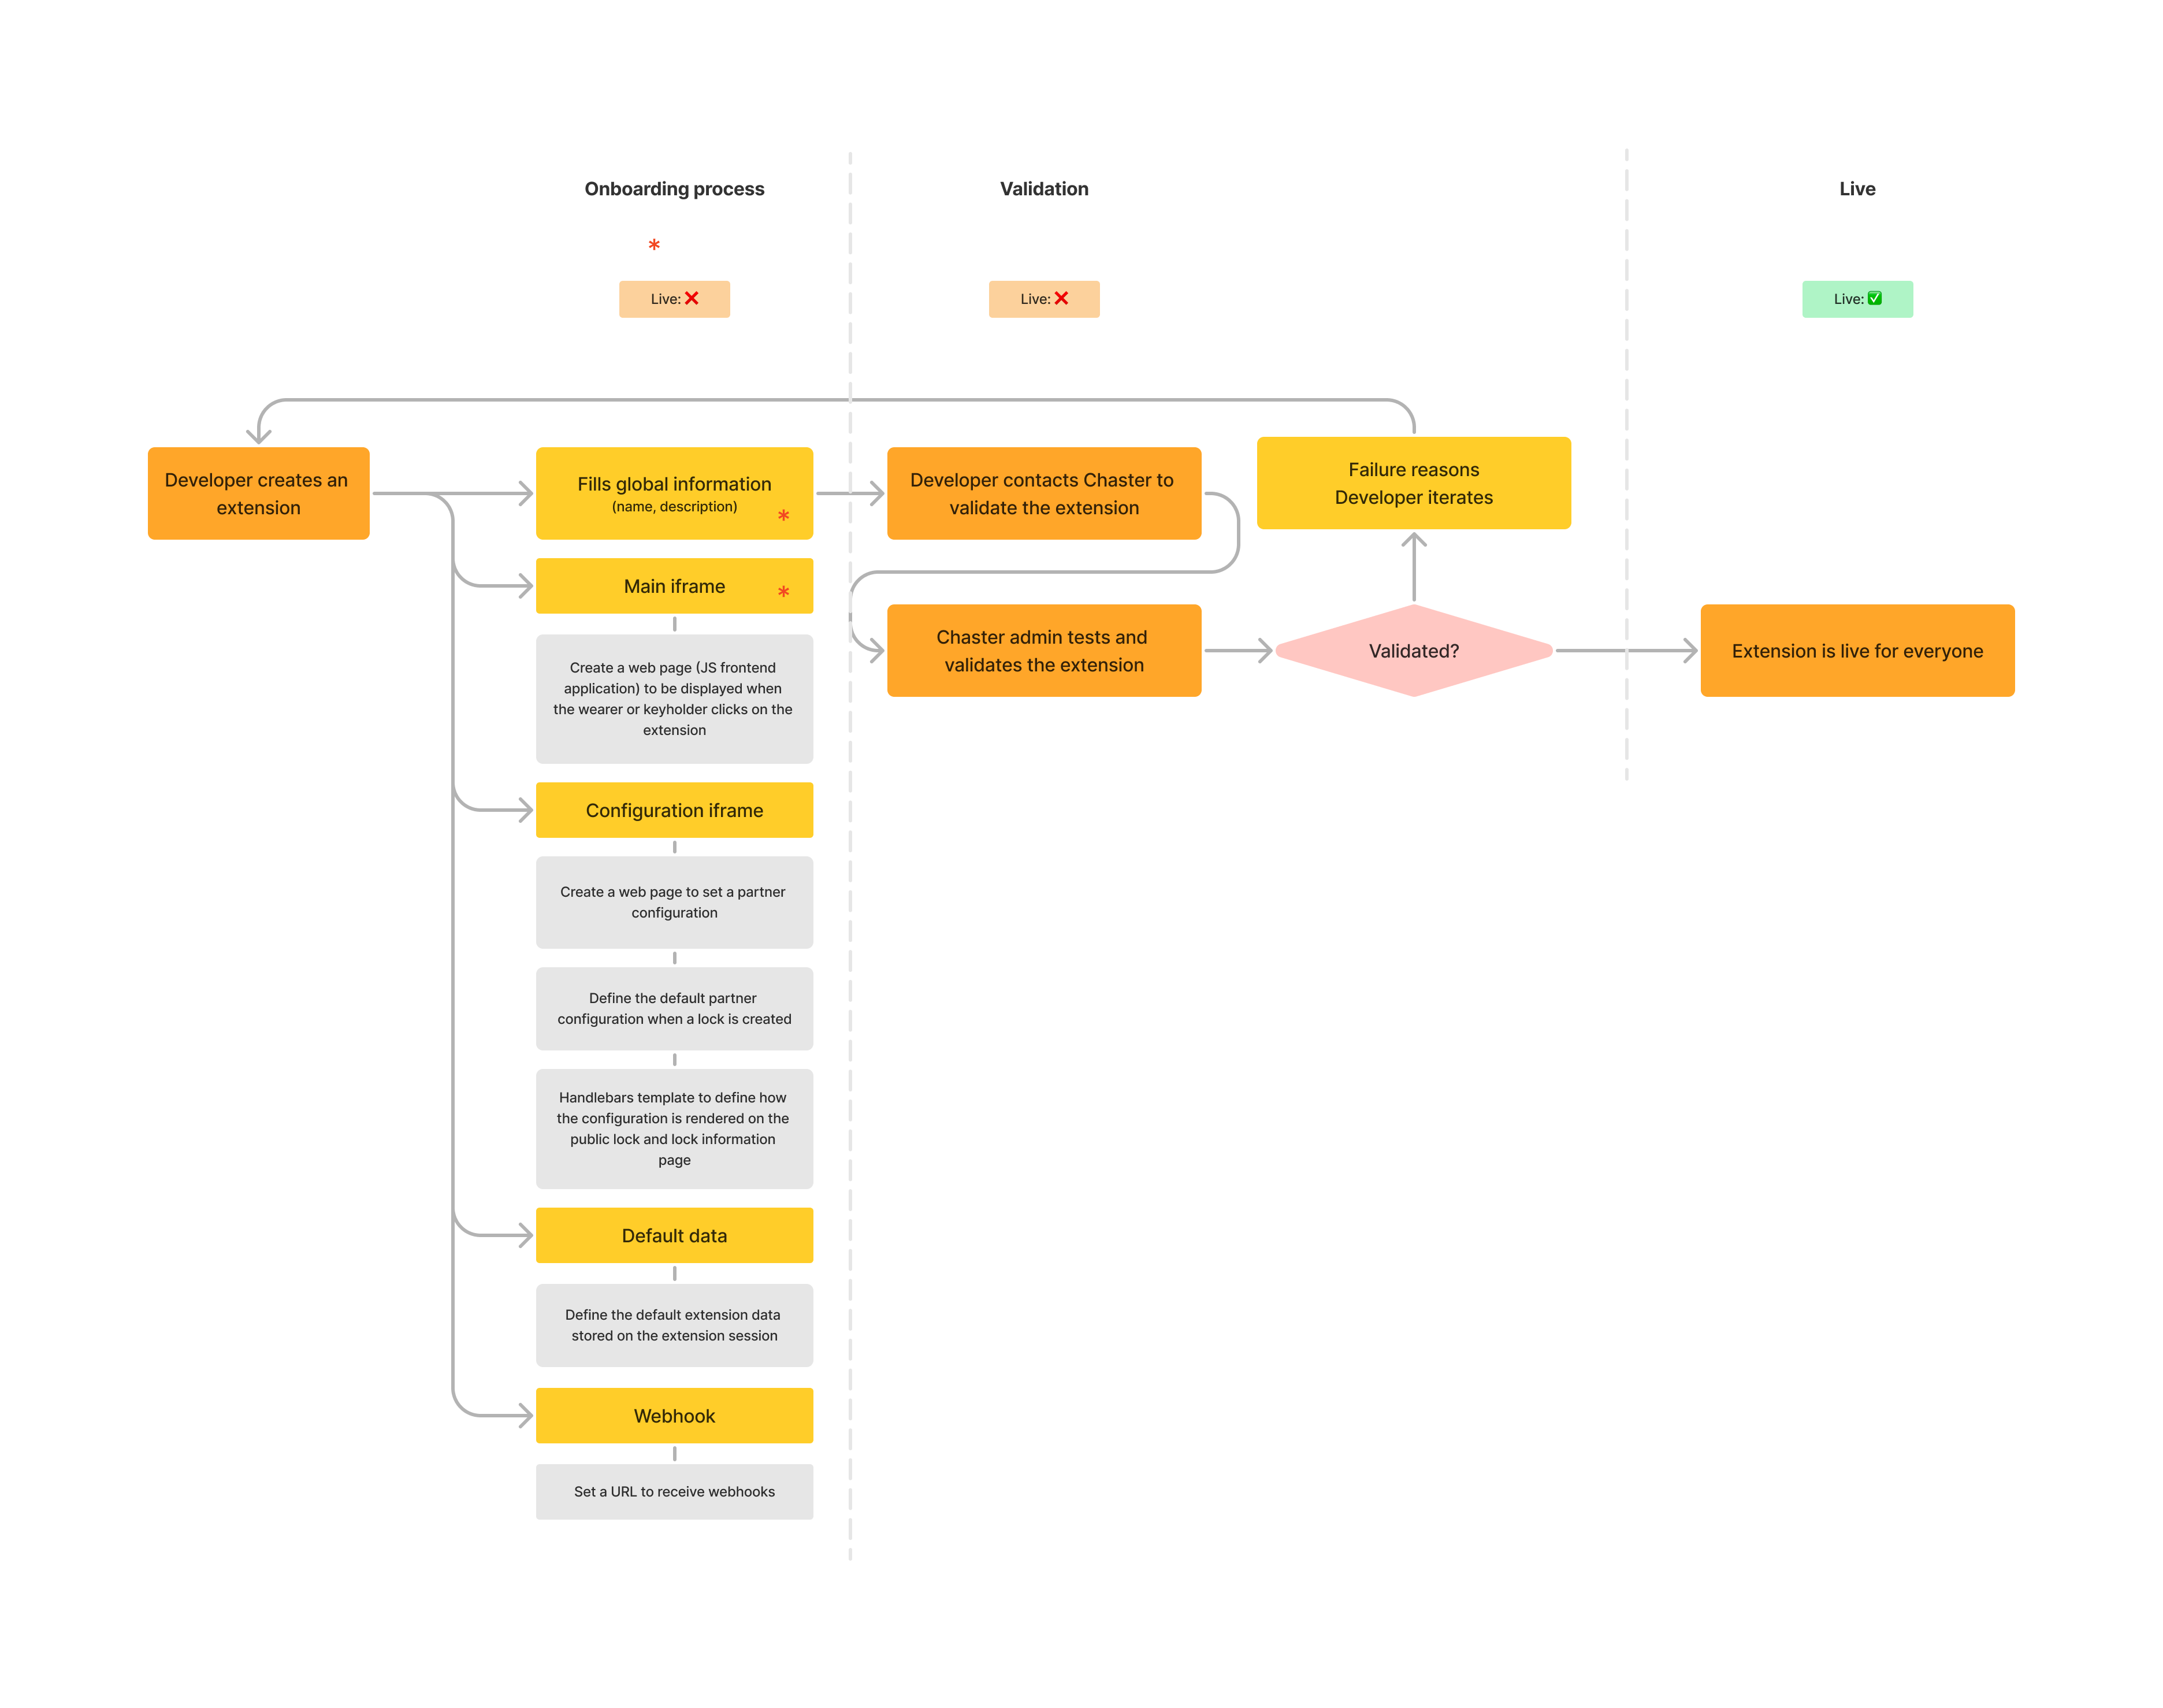 Onboarding process
Validation
Live
*
Live: ❌
Live: ❌
Live: ✅
Developer creates an
extension
Fills global information
(name, description)
*
Developer contacts Chaster to
validate the extension
Failure reasons
Developer iterates
Main iframe
*
Create a web page (JS frontend
application) to be displayed when
the wearer or keyholder clicks on the
extension
Chaster admin tests and
validates the extension
Validated?
Extension is live for everyone
Configuration iframe
Create a web page to set a partner
configuration
Define the default partner
configuration when a lock is created
Handlebars template to define how
the configuration is rendered on the
public lock and lock information
page
Default data
Define the default extension data
stored on the extension session
Webhook
Set a URL to receive webhooks